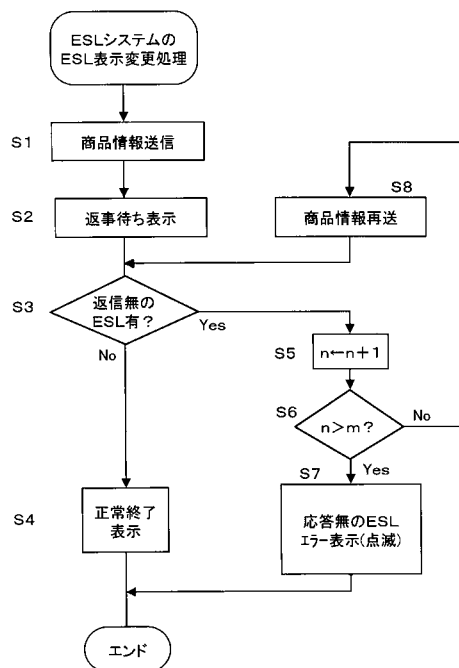 ESLシステムの
ESL表示変更処理
S1
商品情報送信
S8
S2
返事待ち表示
商品情報再送
S3
返信無の
ESL有？
Yes
No
S5
n←n＋1
S6
n＞m？
No
S7
Yes
S4
正常終了
表示
応答無のESL
エラー表示(点滅)
エンド